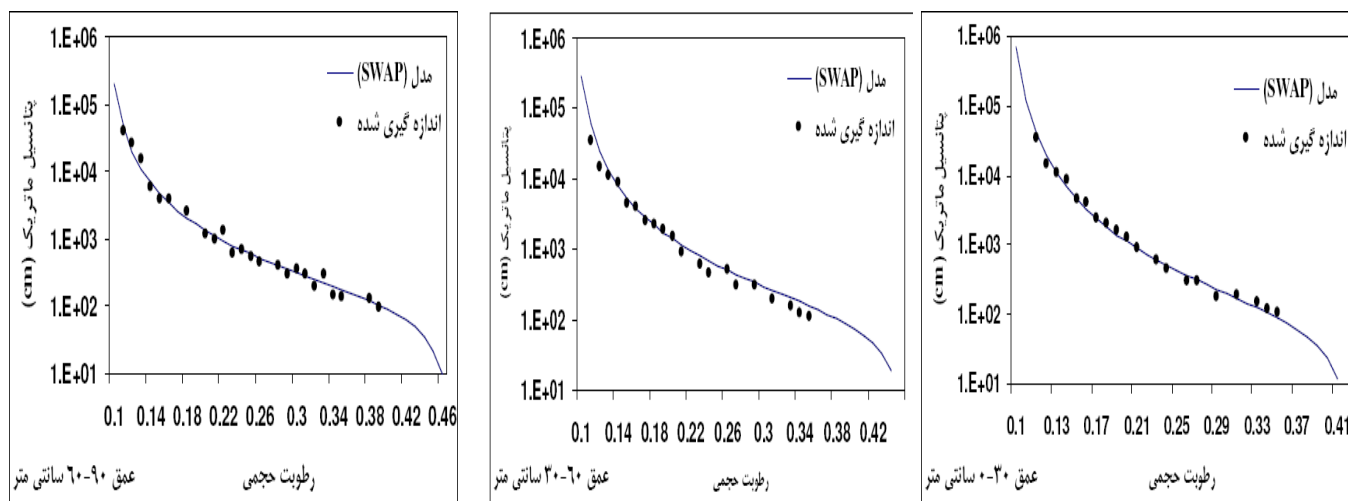 1.E+06
1.E+05
1.E+04
1.E+03
1.E+02
1.E+01
پتانسیل ماتریک (cm)
مدل (SWAP)
اندازه گیری شده
0.1 0.14 0.18 0.22 0.26 0.3 0.34 0.38 0.42 0.46
رطوبت حجمی
عمق ۹۰-۶۰ سانتی متر
1.E+06
1.E+05
1.E+04
1.E+03
1.E+02
1.E+01
پتانسیل ماتریک (cm)
مدل (SWAP)
اندازه گیری شده
0.1 0.14 0.18 0.22 0.26 0.3 0.34 0.38 0.42
رطوبت حجمی
عمق ۶۰-۳۰ سانتی متر
1.E+06
1.E+05
1.E+04
1.E+03
1.E+02
1.E+01
پتانسیل ماتریک (cm)
مدل (SWAP)
اندازه گیری شده
0.1 0.13 0.17 0.21 0.25 0.29 0.33 0.37 0.41
رطوبت حجمی
عمق ۳۰-۰ سانتی متر